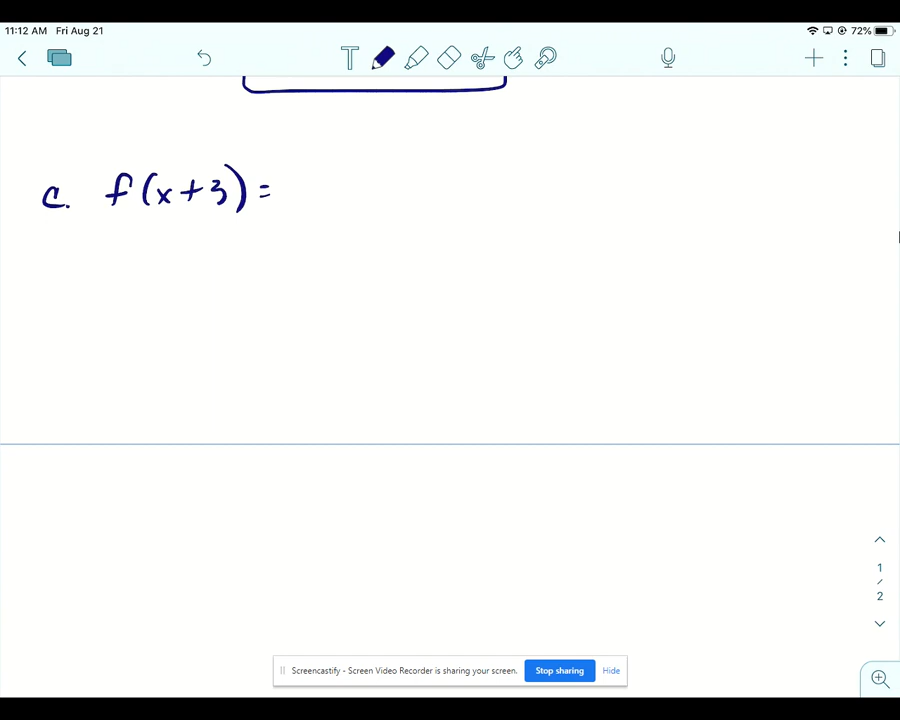 11:12 AM Fri Aug 21 72%
T
c. f(x+3)=
1
/
2
Screencastify - Screen Video Recorder is sharing your screen. Stop sharing Hide